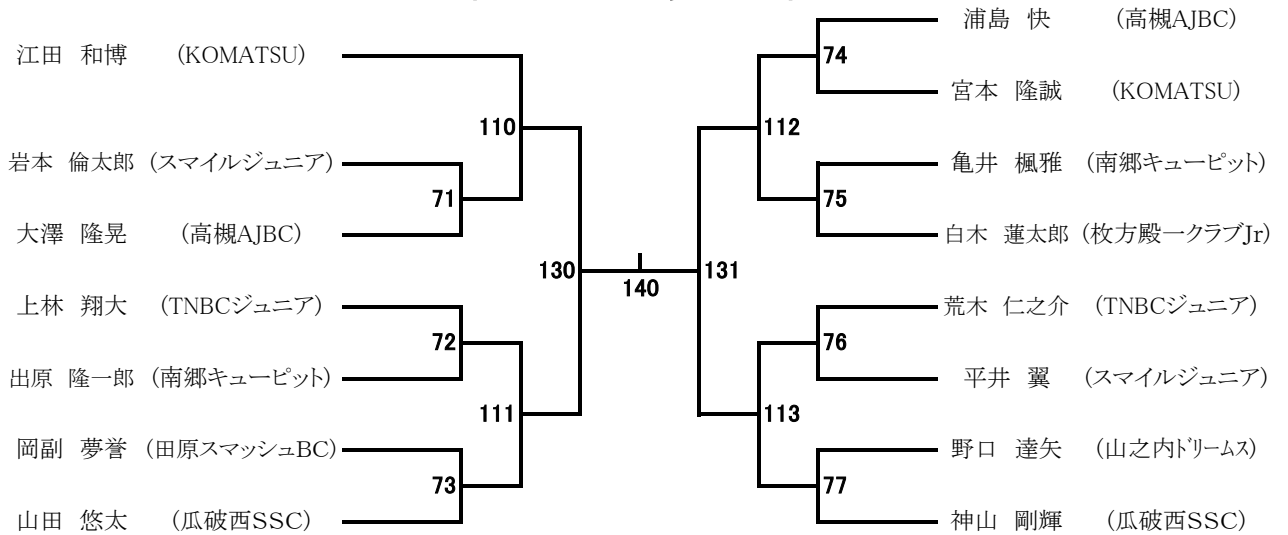 江田 和博 (KOMATSU)
岩本 倫太郎 (スマイルジュニア)
大澤 隆晃 (高槻AJBC)
上林 翔大 (TNBCジュニア)
出原 隆一郎 (南郷キューピット)
岡副 夢誉 (田原スマッシュBC)
山田 悠太 (瓜破西SSC)
110
71
72
111
73
130
140
131
74
112
75
76
113
77
浦島 快 (高槻AJBC)
宮本 隆誠 (KOMATSU)
亀井 楓雅 (南郷キューピット)
白木 蓮太郎 (枚方殿一クラブJr)
荒木 仁之介 (TNBCジュニア)
平井 翼 (スマイルジュニア)
野口 達矢 (山之内ドリームス)
神山 剛輝 (瓜破西SSC)